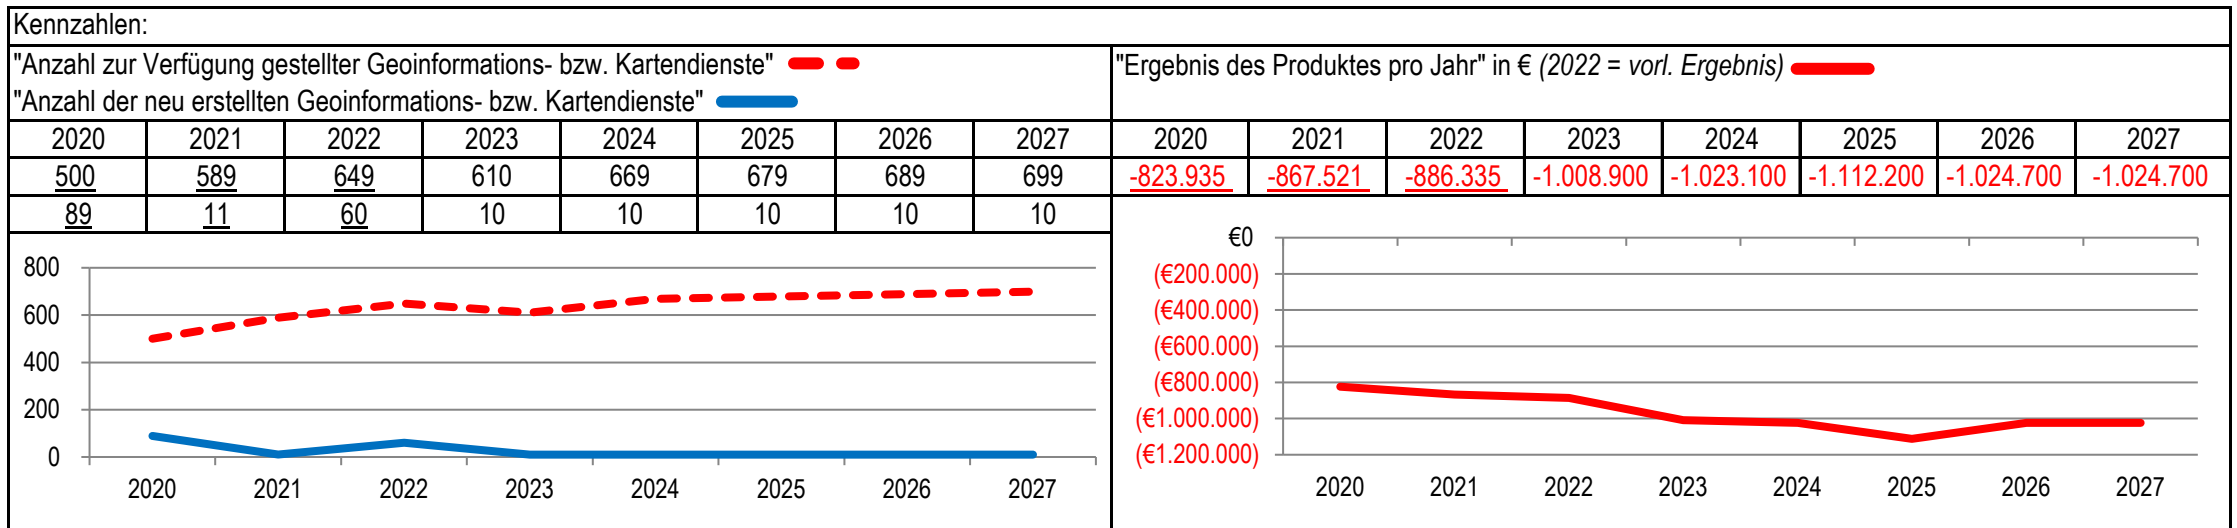 Kennzahlen:
"Anzahl zur Verfügung gestellter Geoinformations- bzw. Kartendienste"
"Anzahl der neu erstellten Geoinformations- bzw. Kartendienste"
2020 2021 2022 2023 2024 2025 2026 2027
500 589 649 610 669 679 689 699
89 11 60 10 10 10 10 10
800
600
400
200
0
2020 2021 2022 2023 2024 2025 2026 2027
"Ergebnis des Produktes pro Jahr" in € (2022 = vorl. Ergebnis)
2020 2021 2022 2023 2024 2025 2026 2027
-823.935 -867.521 -886.335 -1.008.900 -1.023.100 -1.112.200 -1.024.700 -1.024.700
€0
(€200.000)
(€400.000)
(€600.000)
(€800.000)
(€1.000.000)
(€1.200.000)
2020 2021 2022 2023 2024 2025 2026 2027